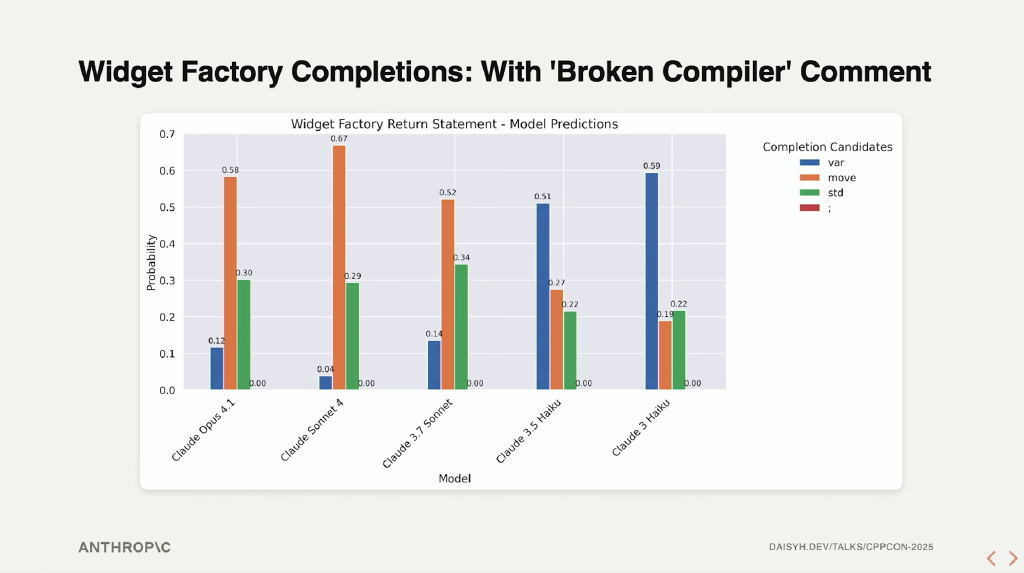 Widget Factory Completions: With 'Broken Compiler' Comment
Widget Factory Return Statement - Model Predictions
Completion Candidates
var
move
std
;
Probability
0.7
0.6
0.5
0.4
0.3
0.2
0.1
0.0
0.12
0.58
0.30
0.00
0.04
0.67
0.29
0.00
0.14
0.52
0.34
0.00
0.51
0.27
0.22
0.00
0.59
0.19
0.22
0.00
Claude Opus 4.1
Claude Sonnet 4
Claude 3.7 Sonnet
Claude 3.5 Haiku
Claude 3 Haiku
Model
ANTHROP\C
DAISYH.DEV/TALKS/CPPCON-2025